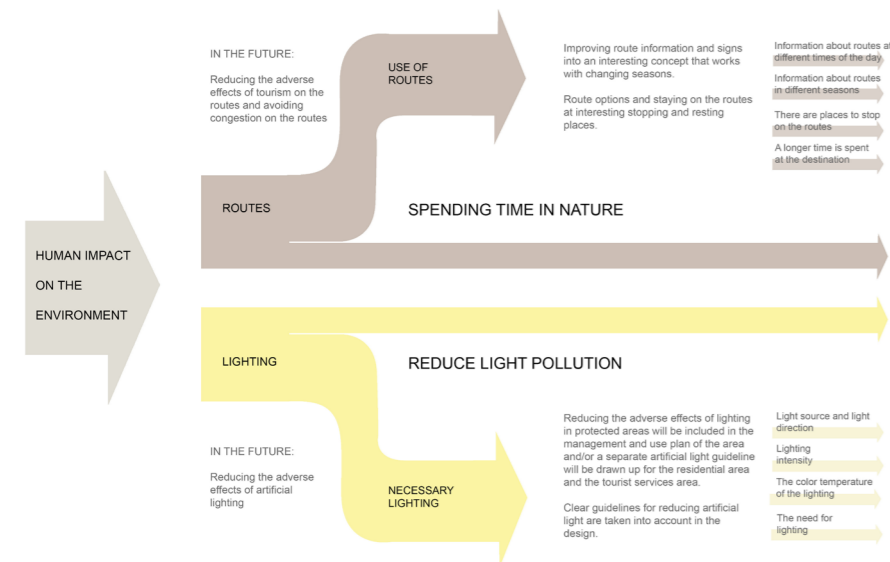 HUMAN IMPACT
ON THE
ENVIRONMENT
IN THE FUTURE:
Reducing the adverse
effects of tourism on the
routes and avoiding
congestion on the routes
USE OF
ROUTES
Improving route information and signs
into an interesting concept that works
with changing seasons.
Route options and staying on the routes
at interesting stopping and resting
places.
Information about routes at
different times of the day
Information about routes
in different seasons
There are places to stop
on the routes
A longer time is spent
at the destination
ROUTES
SPENDING TIME IN NATURE
LIGHTING
REDUCE LIGHT POLLUTION
IN THE FUTURE:
Reducing the adverse
effects of artificial
lighting
NECESSARY
LIGHTING
Reducing the adverse effects of lighting
in protected areas will be included in the
management and use plan of the area
and/or a separate artificial light guideline
will be drawn up for the residential area
and the tourist services area.
Clear guidelines for reducing artificial
light are taken into account in the
design.
Light source and light
direction
Lighting
intensity
The color temperature
of the lighting
The need for
lighting